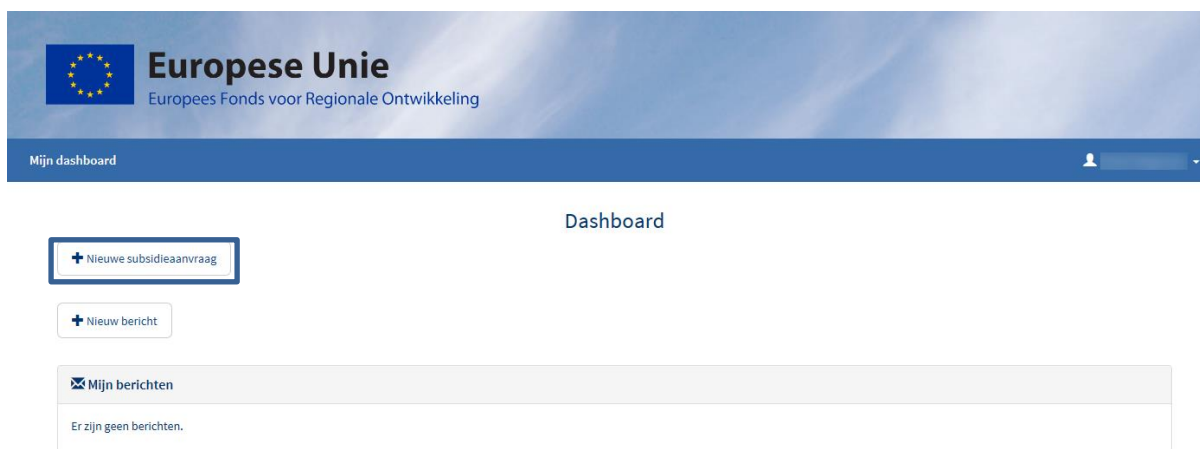 Europese Unie
Europees Fonds voor Regionale Ontwikkeling
Mijn dashboard
Dashboard
Nieuwe subsidieaanvraag
Nieuw bericht
Mijn berichten
Er zijn geen berichten.